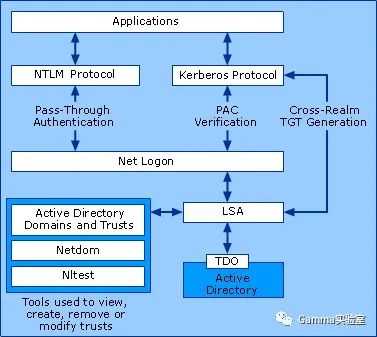 Applications
NTLM Protocol
Kerberos Protocol
Pass-Through
Authentication
PAC
Verification
Cross-Realm
TGT Generation
Net Logon
Active Directory
Domains and Trusts
Netdom
Nltest
LSA
TDO
Active
Directory
Tools used to view,
create, remove or
modify trusts
Gamma实验室